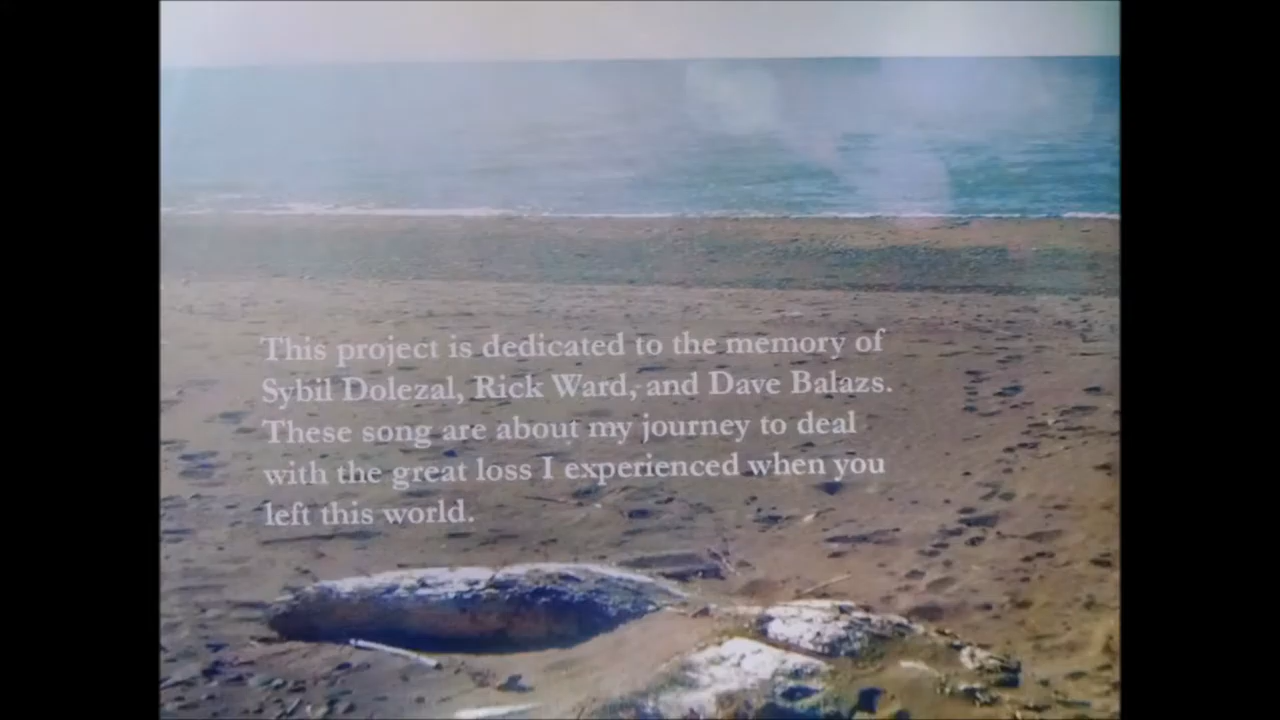 This project is dedicated to the memory of
Sybil Dolezal, Rick Ward, and Dave Balazs.
These song are about my journey to deal
with the great loss I experienced when you
left this world.